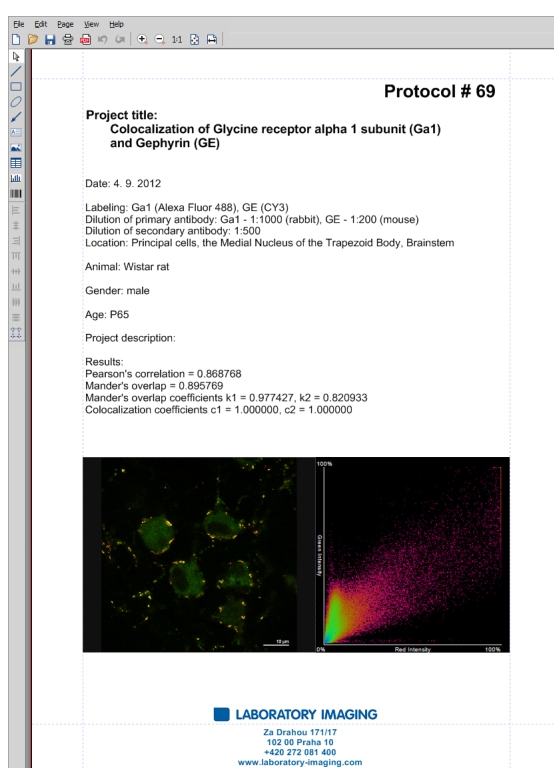 File Edit Page View Help
1:1
Protocol # 69
Project title:
Colocalization of Glycine receptor alpha 1 subunit (Ga1)
and Gephyrin (GE)
Date: 4. 9. 2012
Labeling: Ga1 (Alexa Fluor 488), GE (CY3)
Dilution of primary antibody: Ga1 - 1:1000 (rabbit), GE - 1:200 (mouse)
Dilution of secondary antibody: 1:500
Location: Principal cells, the Medial Nucleus of the Trapezoid Body, Brainstem
Animal: Wistar rat
Gender: male
Age: P65
Project description:
Results:
Pearson's correlation = 0.868768
Mander's overlap = 0.895769
Mander's overlap coefficients k1 = 0.977427, k2 = 0.820933
Colocalization coefficients c1 = 1.000000, c2 = 1.000000
100%
Green Intensity
10 µm
0% Red Intensity 100%
LABORATORY IMAGING
Za Drahou 171/17
102 00 Praha 10
+420 272 081 400
www.laboratory-imaging.com